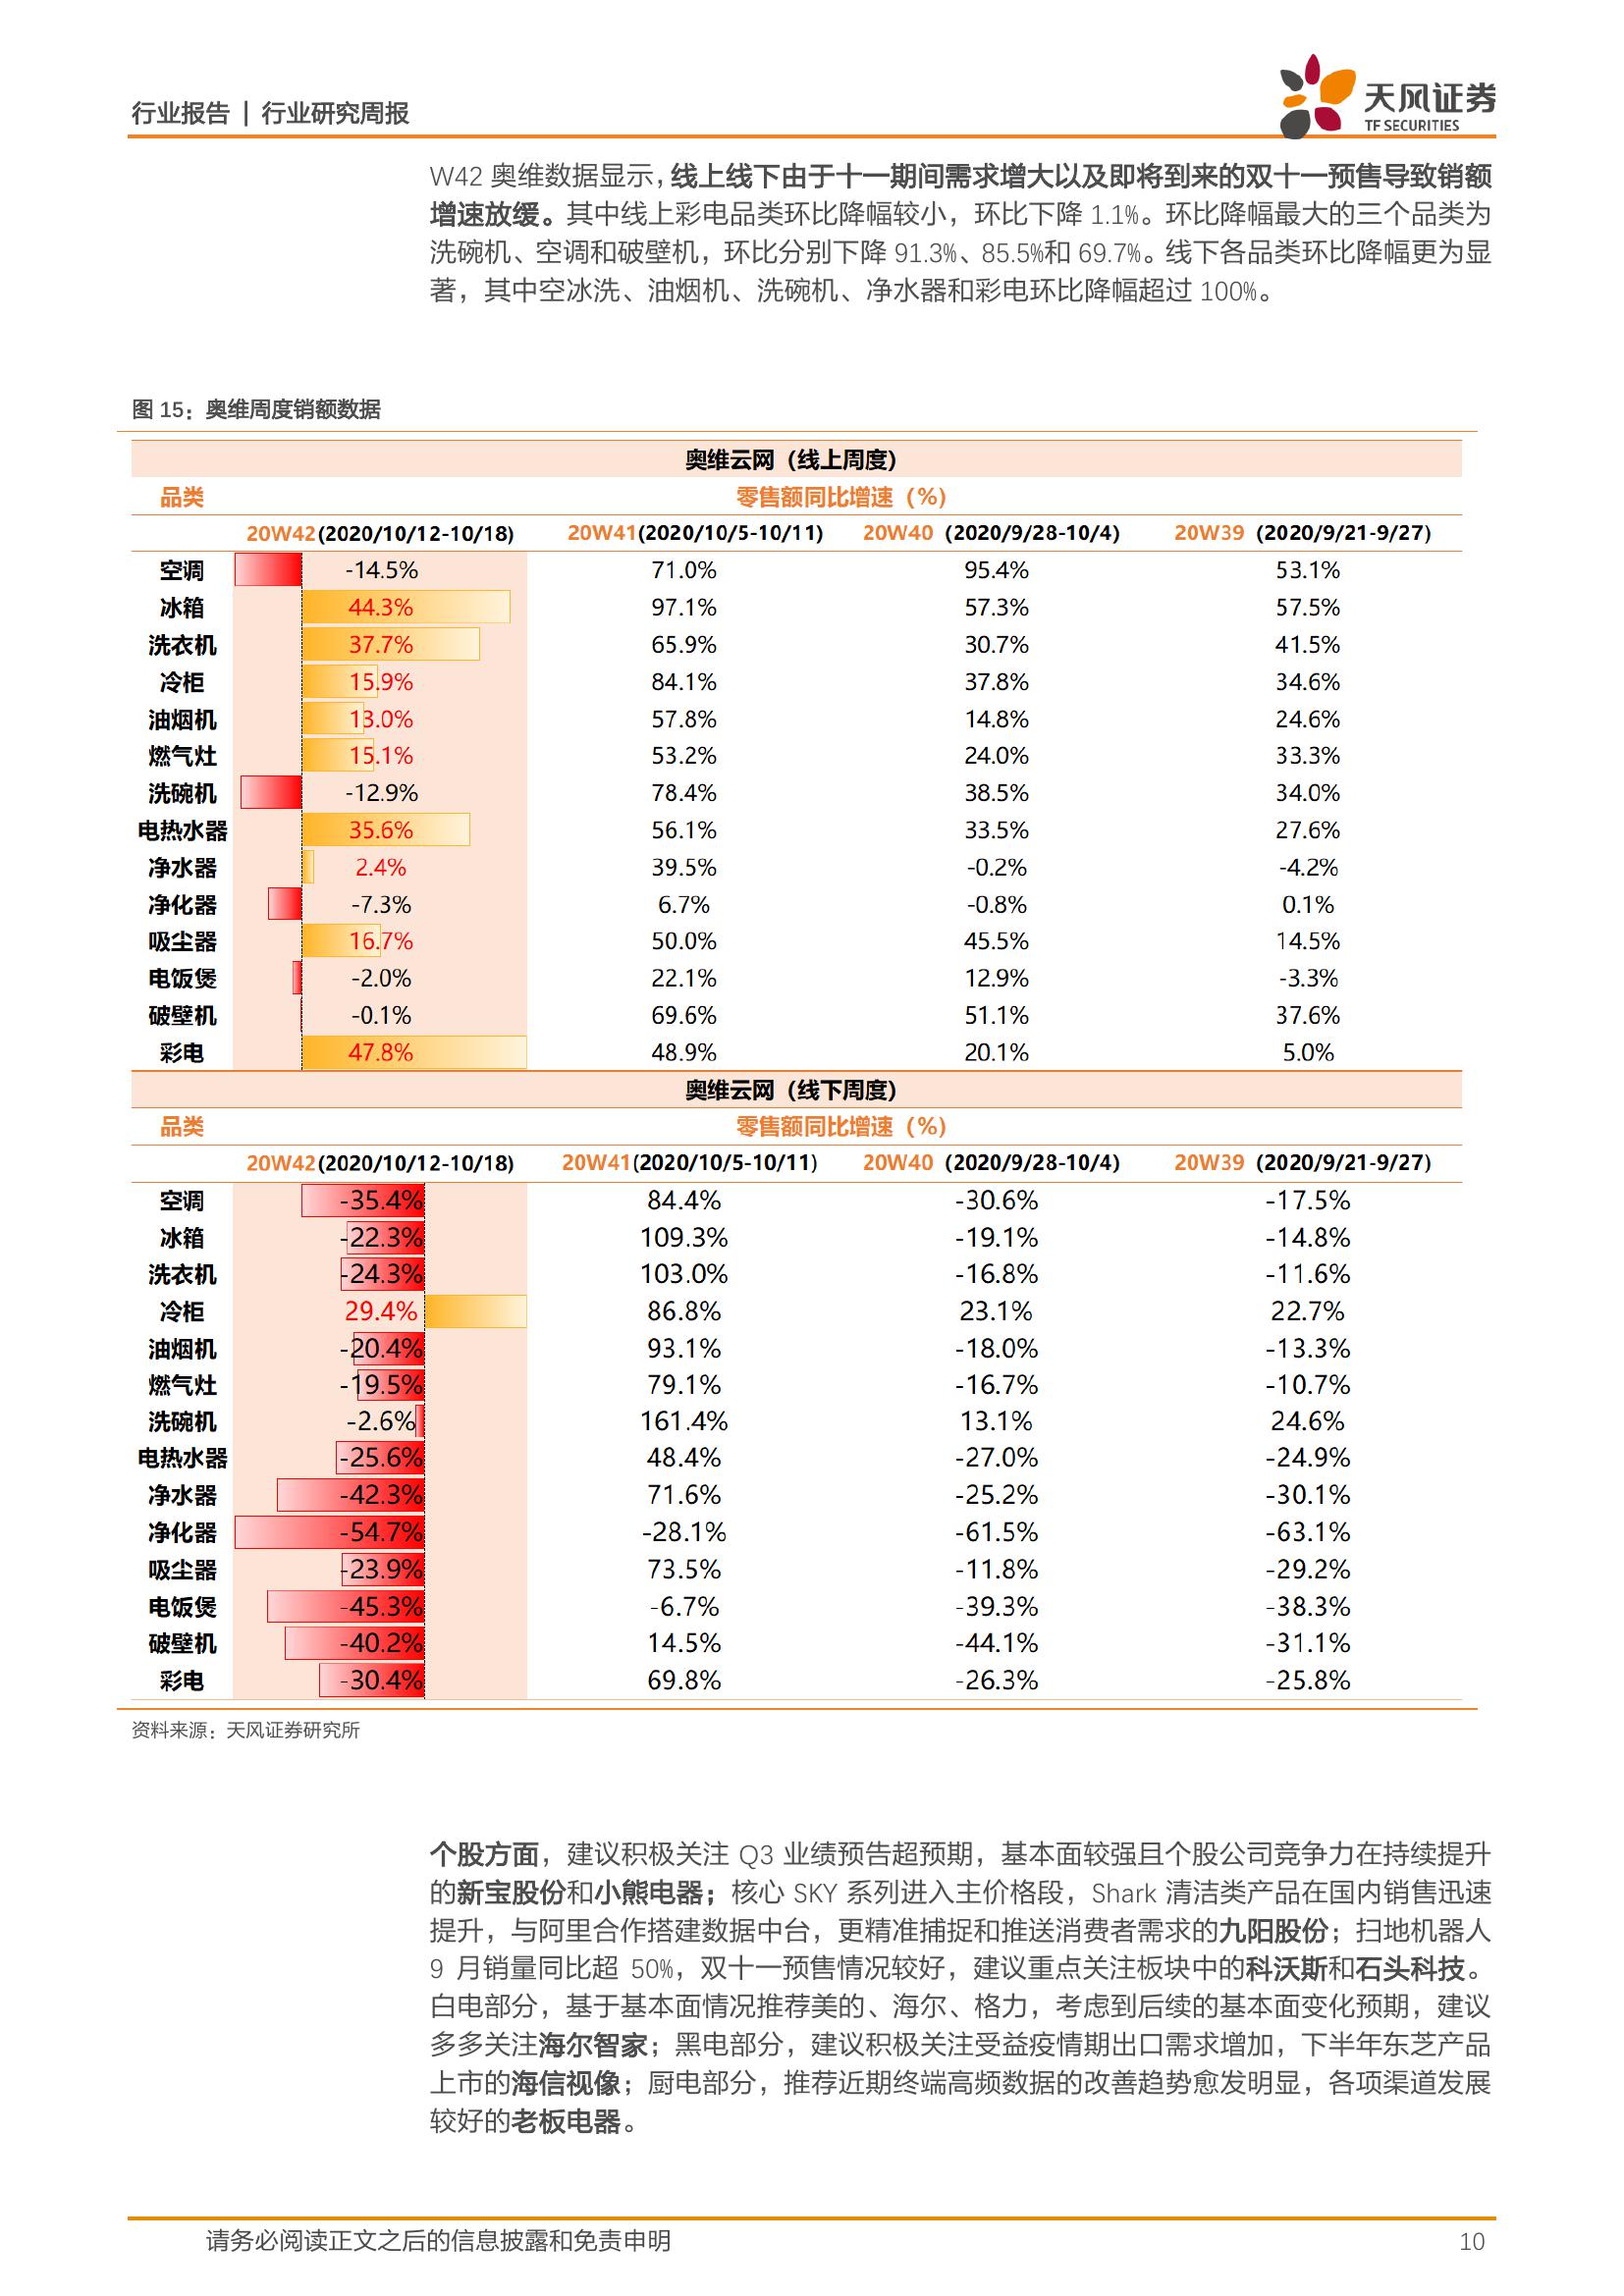 行业报告 | 行业研究周报
天风证券
TF SECURITIES
W42 奥维数据显示，线上线下由于十一期间需求增大以及即将到来的双十一预售导致销额
增速放缓。其中线上彩电品类环比降幅较小，环比下降 1.1%。环比降幅最大的三个品类为
洗碗机、空调和破壁机，环比分别下降 91.3%、85.5%和 69.7%。线下各品类环比降幅更为显
著，其中空冰洗、油烟机、洗碗机、净水器和彩电环比降幅超过 100%。
图 15：奥维周度销额数据
奥维云网（线上周度）
品类 零售额同比增速（%）
20W42(2020/10/12-10/18) 20W41(2020/10/5-10/11) 20W40 (2020/9/28-10/4) 20W39 (2020/9/21-9/27)
空调 -14.5% 71.0% 95.4% 53.1%
冰箱 44.3% 97.1% 57.3% 57.5%
洗衣机 37.7% 65.9% 30.7% 41.5%
冷柜 15.9% 84.1% 37.8% 34.6%
油烟机 13.0% 57.8% 14.8% 24.6%
燃气灶 15.1% 53.2% 24.0% 33.3%
洗碗机 -12.9% 78.4% 38.5% 34.0%
电热水器 35.6% 56.1% 33.5% 27.6%
净水器 2.4% 39.5% -0.2% -4.2%
净化器 -7.3% 6.7% -0.8% 0.1%
吸尘器 16.7% 50.0% 45.5% 14.5%
电饭煲 -2.0% 22.1% 12.9% -3.3%
破壁机 -0.1% 69.6% 51.1% 37.6%
彩电 47.8% 48.9% 20.1% 5.0%
奥维云网（线下周度）
品类 零售额同比增速（%）
20W42(2020/10/12-10/18) 20W41(2020/10/5-10/11) 20W40 (2020/9/28-10/4) 20W39 (2020/9/21-9/27)
空调 -35.4% 84.4% -30.6% -17.5%
冰箱 -22.3% 109.3% -19.1% -14.8%
洗衣机 -24.3% 103.0% -16.8% -11.6%
冷柜 29.4% 86.8% 23.1% 22.7%
油烟机 -20.4% 93.1% -18.0% -13.3%
燃气灶 -19.5% 79.1% -16.7% -10.7%
洗碗机 -2.6% 161.4% 13.1% 24.6%
电热水器 -25.6% 48.4% -27.0% -24.9%
净水器 -42.3% 71.6% -25.2% -30.1%
净化器 -54.7% -28.1% -61.5% -63.1%
吸尘器 -23.9% 73.5% -11.8% -29.2%
电饭煲 -45.3% -6.7% -39.3% -38.3%
破壁机 -40.2% 14.5% -44.1% -31.1%
彩电 -30.4% 69.8% -26.3% -25.8%
资料来源：天风证券研究所
个股方面，建议积极关注 Q3 业绩预告超预期，基本面较强且个股公司竞争力在持续提升
的新宝股份和小熊电器；核心 SKY 系列进入主价格段，Shark 清洁类产品在国内销售迅速
提升，与阿里合作搭建数据中台，更精准捕捉和推送消费者需求的九阳股份；扫地机器人
9 月销量同比超 50%，双十一预售情况较好，建议重点关注板块中的科沃斯和石头科技。
白电部分，基于基本面情况推荐美的、海尔、格力，考虑到后续的基本面变化预期，建议
多多关注海尔智家；黑电部分，建议积极关注受益疫情期出口需求增加，下半年东芝产品
上市的海信视像；厨电部分，推荐近期终端高频数据的改善趋势愈发明显，各项渠道发展
较好的老板电器。
请务必阅读正文之后的信息披露和免责申明 10